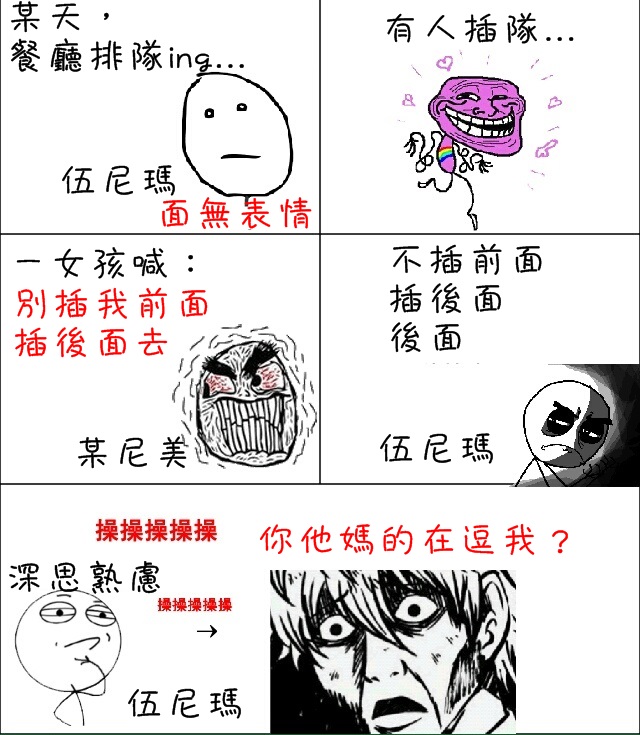 某天，
餐廳排隊ing...
伍尼瑪
面無表情
有人插隊...
一女孩喊：
別插我前面
插後面去
某尼美
不插前面
插後面
後面
伍尼瑪
操操操操操
你他媽的在逗我？
深思熟慮
操操操操操
→
伍尼瑪